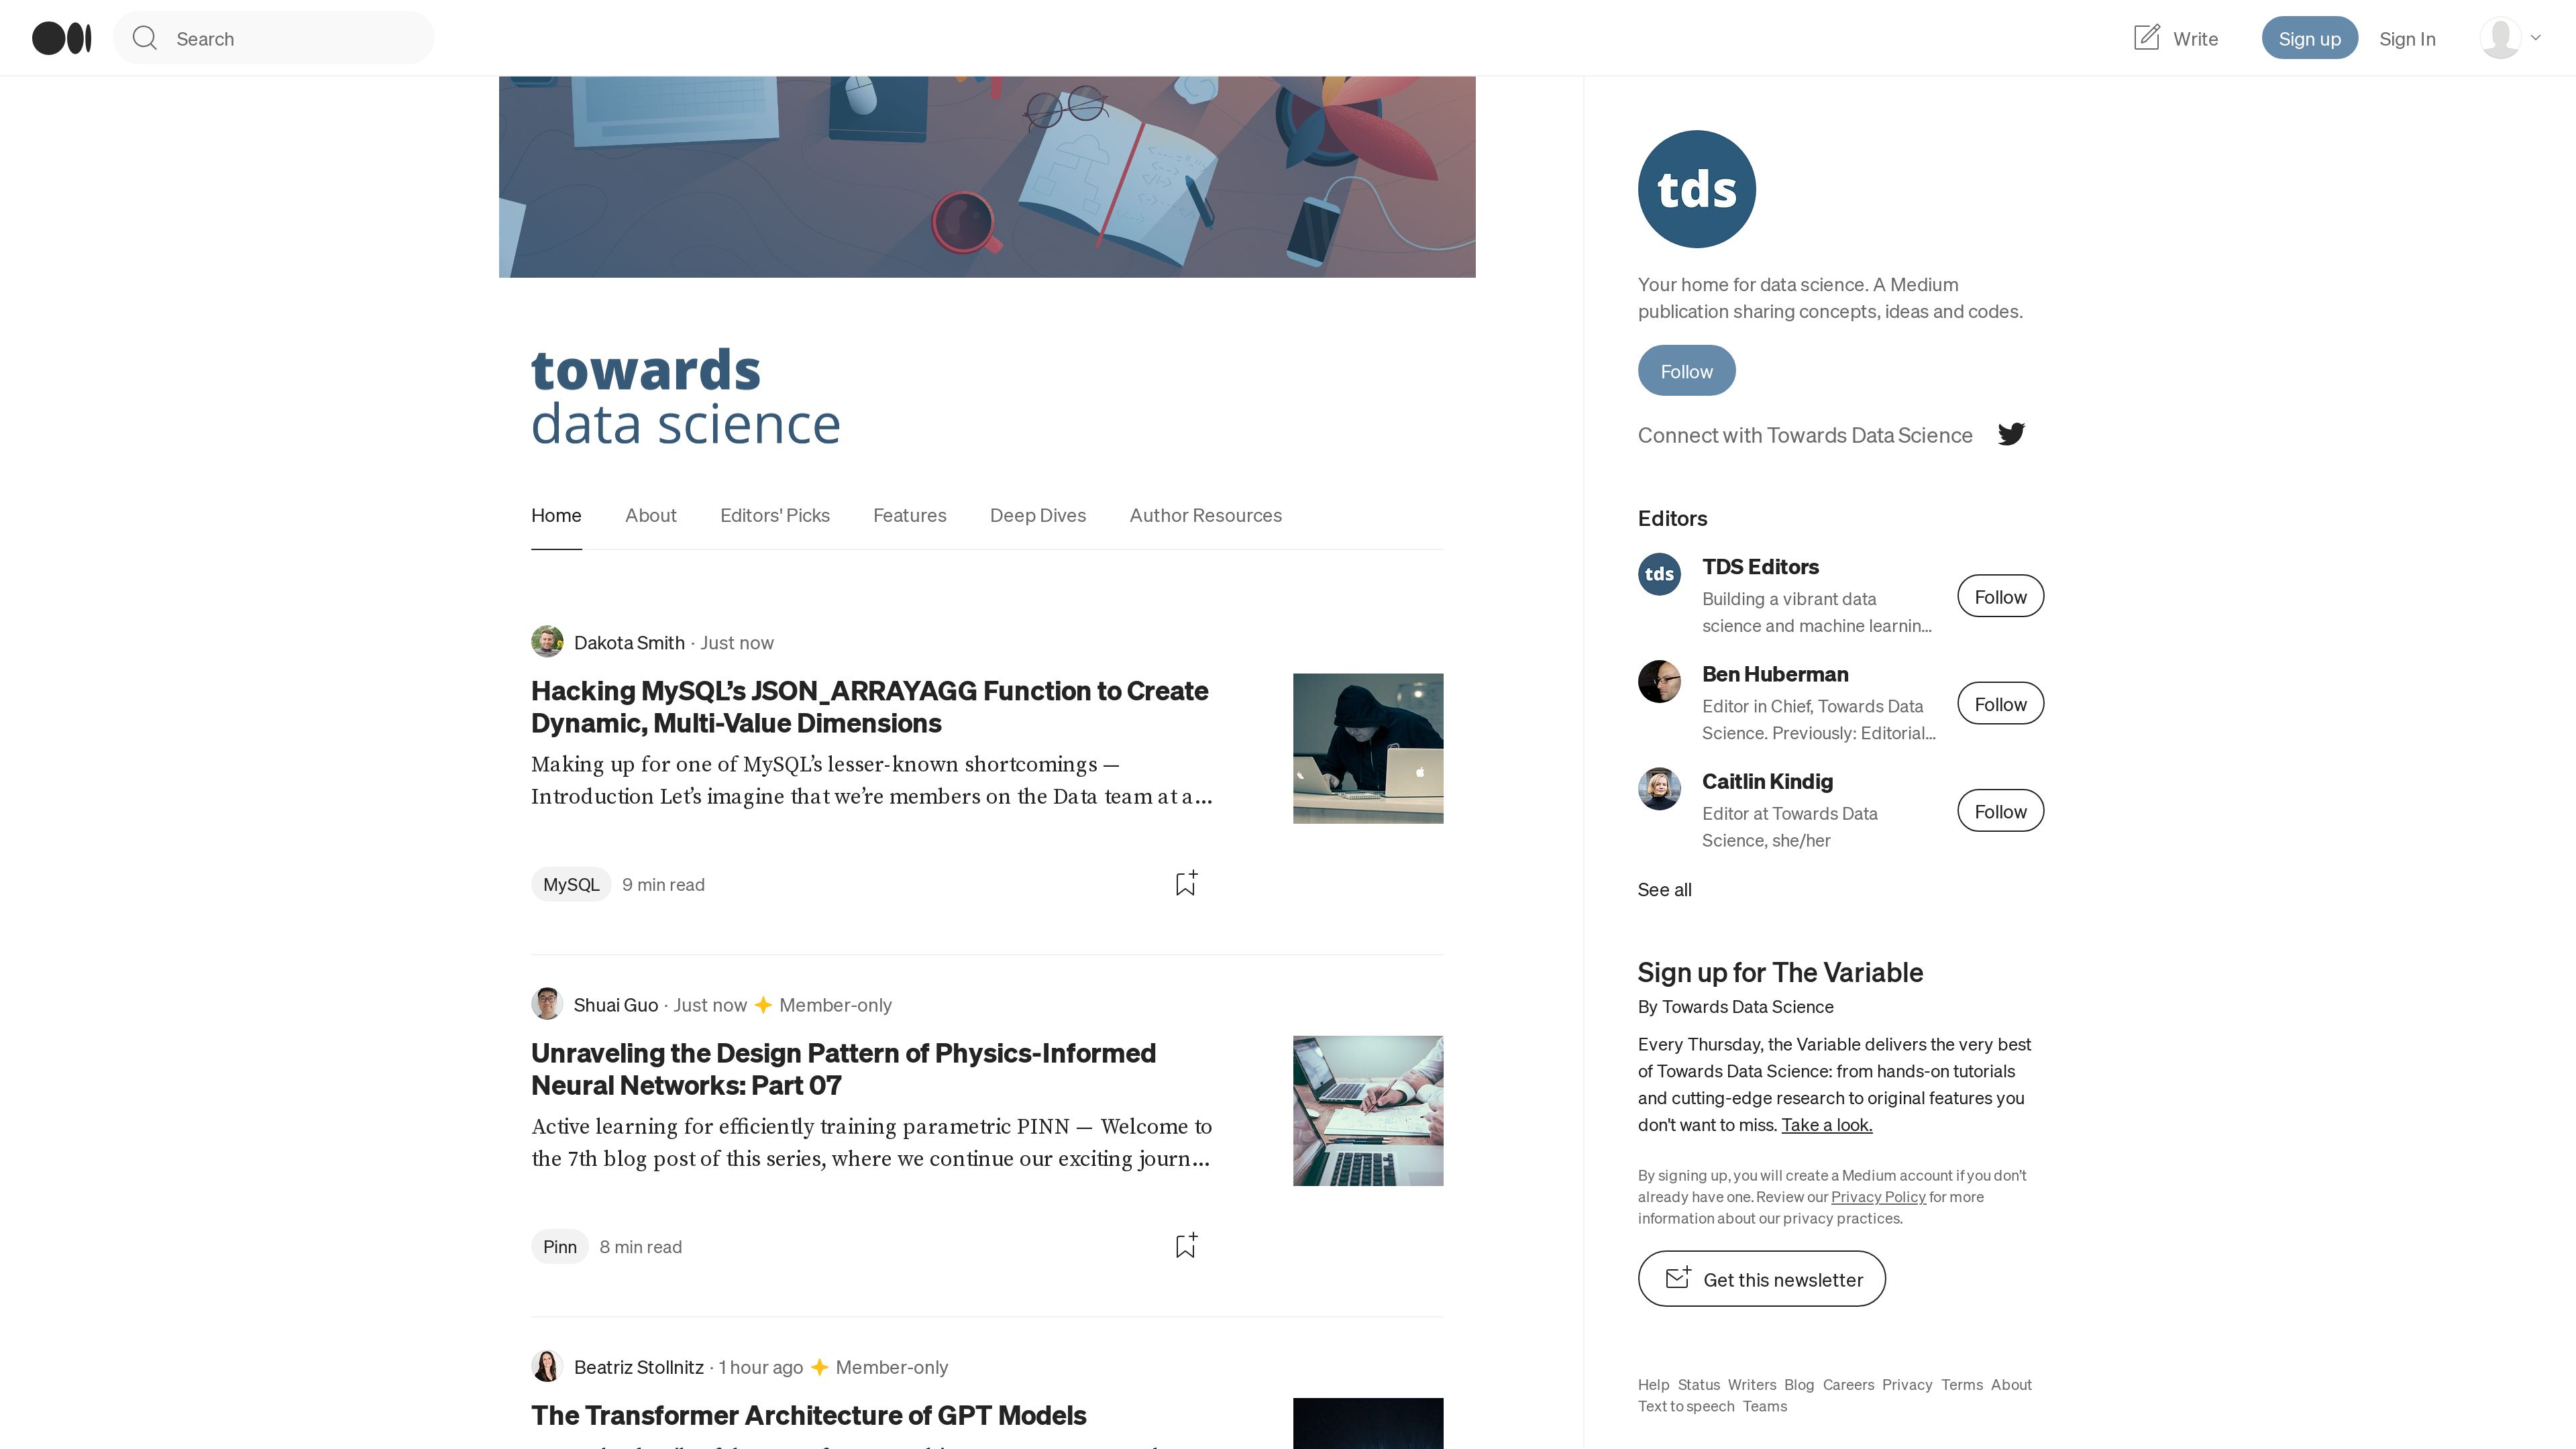 Search
Write
Sign up
Sign In
towards
data science
Home
About
Editors' Picks
Features
Deep Dives
Author Resources
Dakota Smith · Just now
Hacking MySQL’s JSON_ARRAYAGG Function to Create
Dynamic, Multi-Value Dimensions
Making up for one of MySQL’s lesser-known shortcomings —
Introduction Let’s imagine that we’re members on the Data team at a…
MySQL
9 min read
Shuai Guo · Just now
Member-only
Unraveling the Design Pattern of Physics-Informed
Neural Networks: Part 07
Active learning for efficiently training parametric PINN — Welcome to
the 7th blog post of this series, where we continue our exciting journ…
Pinn
8 min read
Beatriz Stollnitz · 1 hour ago
Member-only
The Transformer Architecture of GPT Models
tds
Your home for data science. A Medium
publication sharing concepts, ideas and codes.
Follow
Connect with Towards Data Science
Editors
tds
TDS Editors
Building a vibrant data
science and machine learnin...
Follow
Ben Huberman
Editor in Chief, Towards Data
Science. Previously: Editorial...
Follow
Caitlin Kindig
Editor at Towards Data
Science, she/her
Follow
See all
Sign up for The Variable
By Towards Data Science
Every Thursday, the Variable delivers the very best
of Towards Data Science: from hands-on tutorials
and cutting-edge research to original features you
don't want to miss. Take a look.
By signing up, you will create a Medium account if you don’t
already have one. Review our Privacy Policy for more
information about our privacy practices.
Get this newsletter
Help Status Writers Blog Careers Privacy Terms About
Text to speech Teams